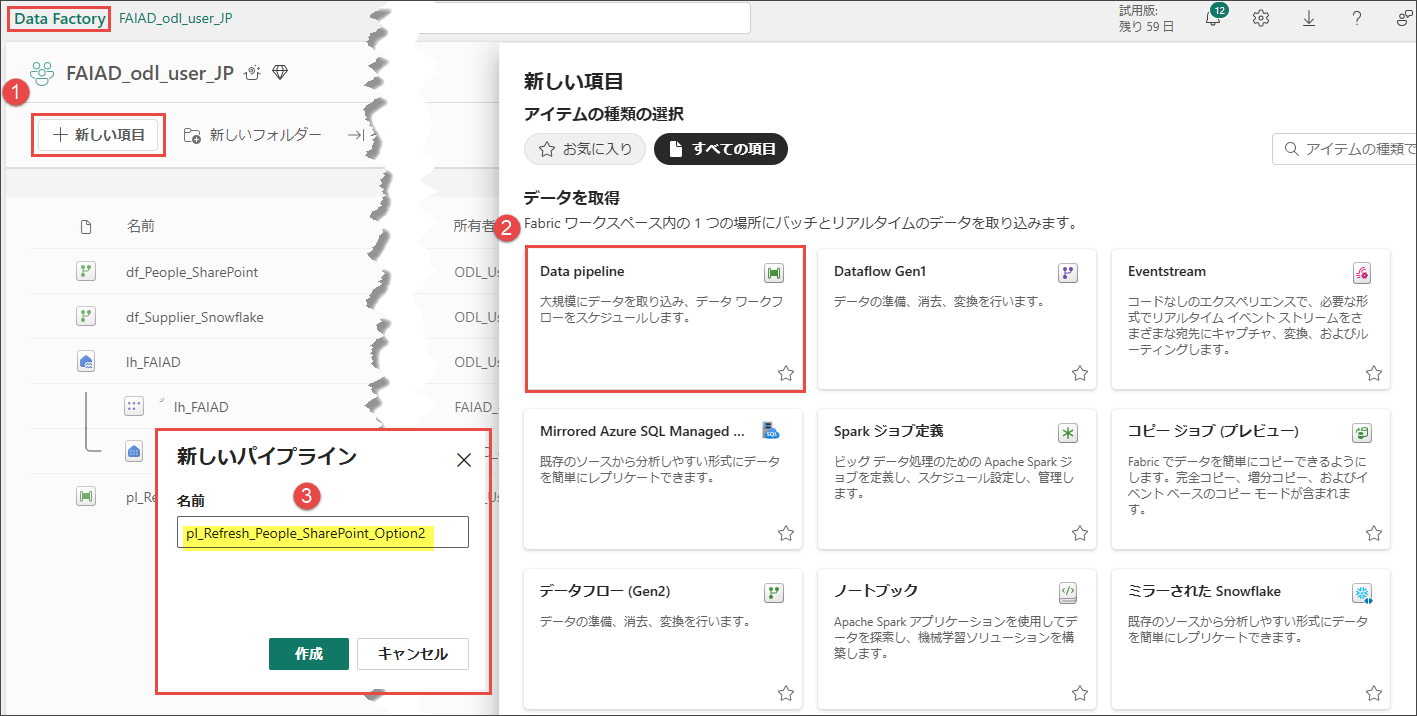 Data Factory
FAIAD_odl_user_JP
試用版:
残り 59 日
12
FAIAD_odl_user_JP
1
新しい項目
新しいフォルダー
名前
所有者
df_People_SharePoint
ODL_Us
df_Supplier_Snowflake
ODL_Us
lh_FAIAD
ODL_Us
lh_FAIAD
FAIAD_
pl_Re
新しいパイプライン
名前
3
pl_Refresh_People_SharePoint_Option2
作成
キャンセル
新しい項目
アイテムの種類の選択
お気に入り
すべての項目
アイテムの種類で
データを取得
2
Fabric ワークスペース内の 1 つの場所にバッチとリアルタイムのデータを取り込みます。
Data pipeline
大規模にデータを取り込み、データ ワークフ
ローをスケジュールします。
Dataflow Gen1
データの準備、消去、変換を行います。
Eventstream
コードなしのエクスペリエンスで、必要な形
式でリアルタイム イベント ストリームをさ
まざまな宛先にキャプチャ、変換、およびル
ーティングします。
Mirrored Azure SQL Managed ...
SQL
既存のソースから分析しやすい形式にデータ
を簡単にレプリケートできます。
Spark ジョブ定義
ビッグ データ処理のための Apache Spark ジ
ョブを定義し、スケジュール設定し、管理し
ます。
コピー ジョブ (プレビュー)
Fabric でデータを簡単にコピーできるように
します。完全コピー、増分コピー、およびイ
ベント ベースのコピー モードが含まれま
す。
データフロー (Gen2)
データの準備、消去、変換を行います。
ノートブック
Apache Spark アプリケーションを使用してデ
ータを探索し、機械学習ソリューションを構
築します。
ミラーされた Snowflake
既存のソースから分析しやすい形式にデータ
を簡単にレプリケートできます。